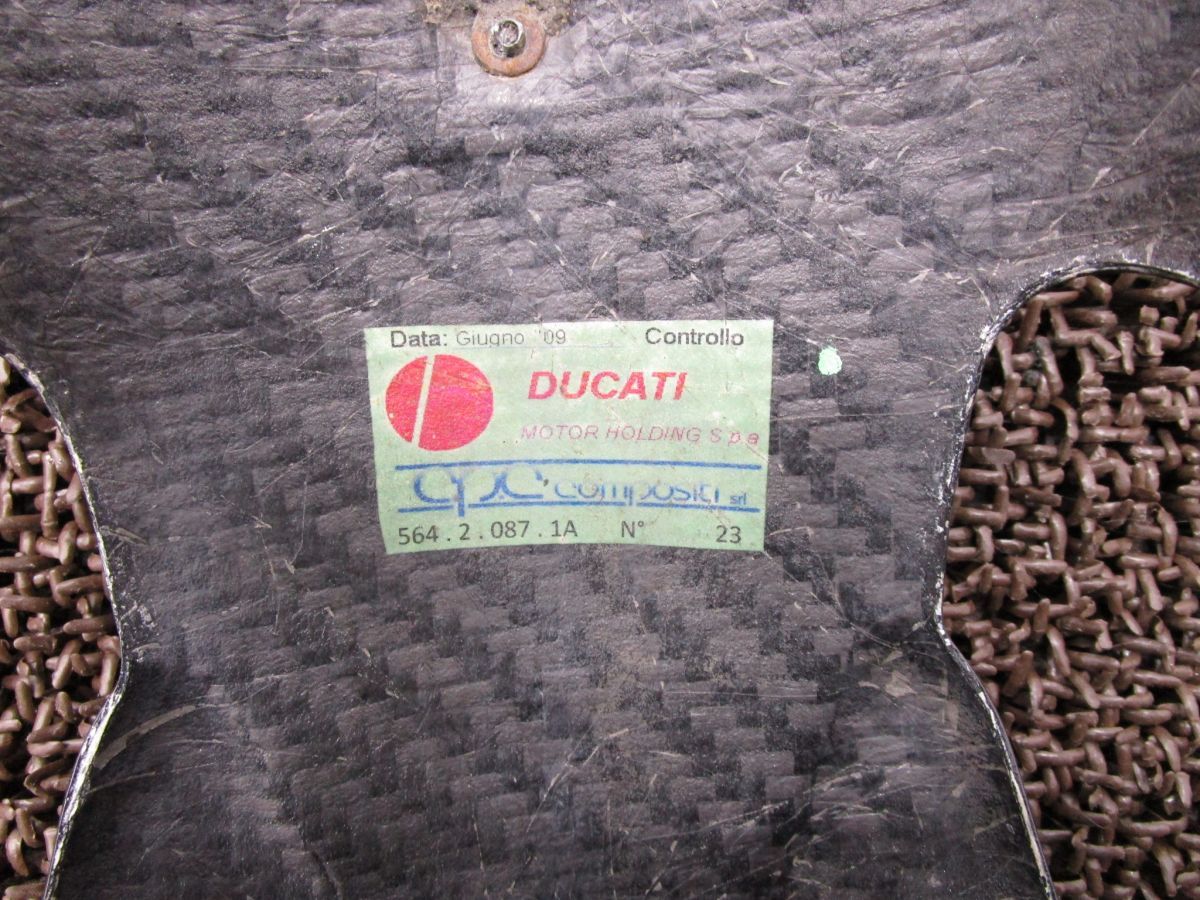 Data: Giugno '09 Controllo
DUCATI
MOTOR HOLDING S p a
cpc compositi srl
564.2.087.1A N° 23